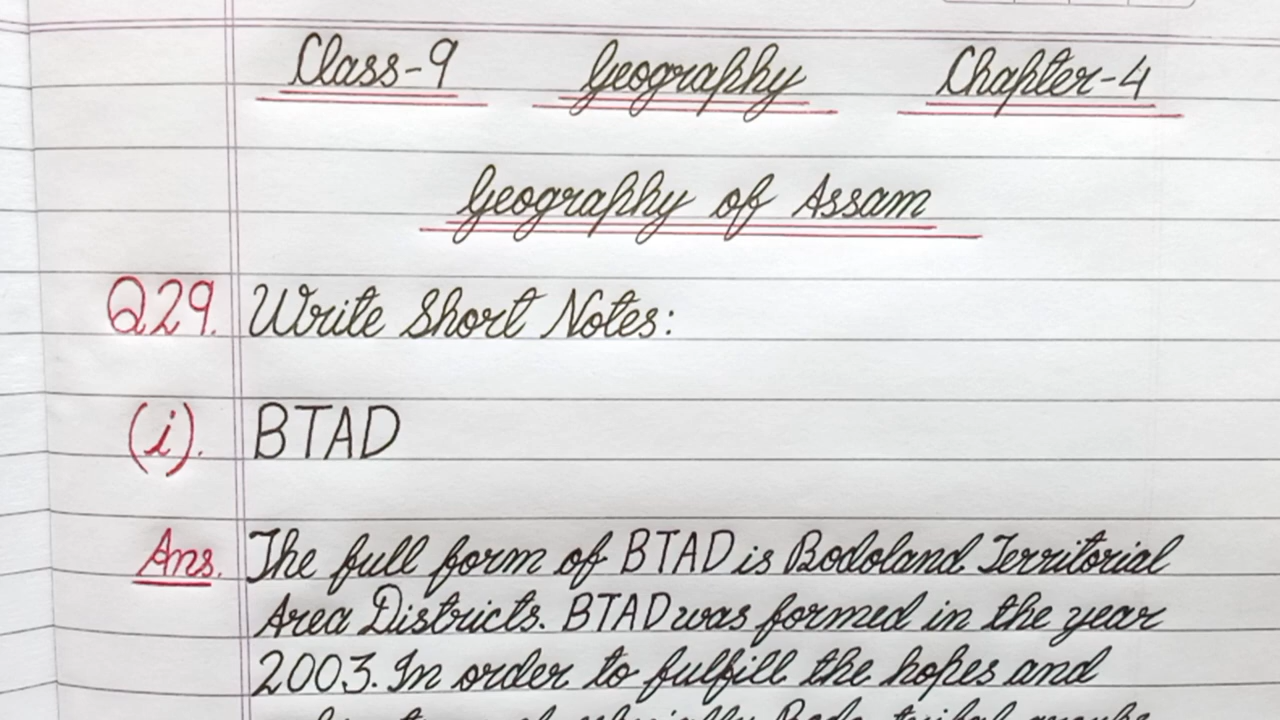 Class-9 Geography Chapter-4
Geography of Assam
Q29. Write Short Notes:
(i). BTAD
Ans. The full form of BTAD is Bodoland Territorial
Area Districts. BTAD was formed in the year
2003. In order to fulfill the hopes and